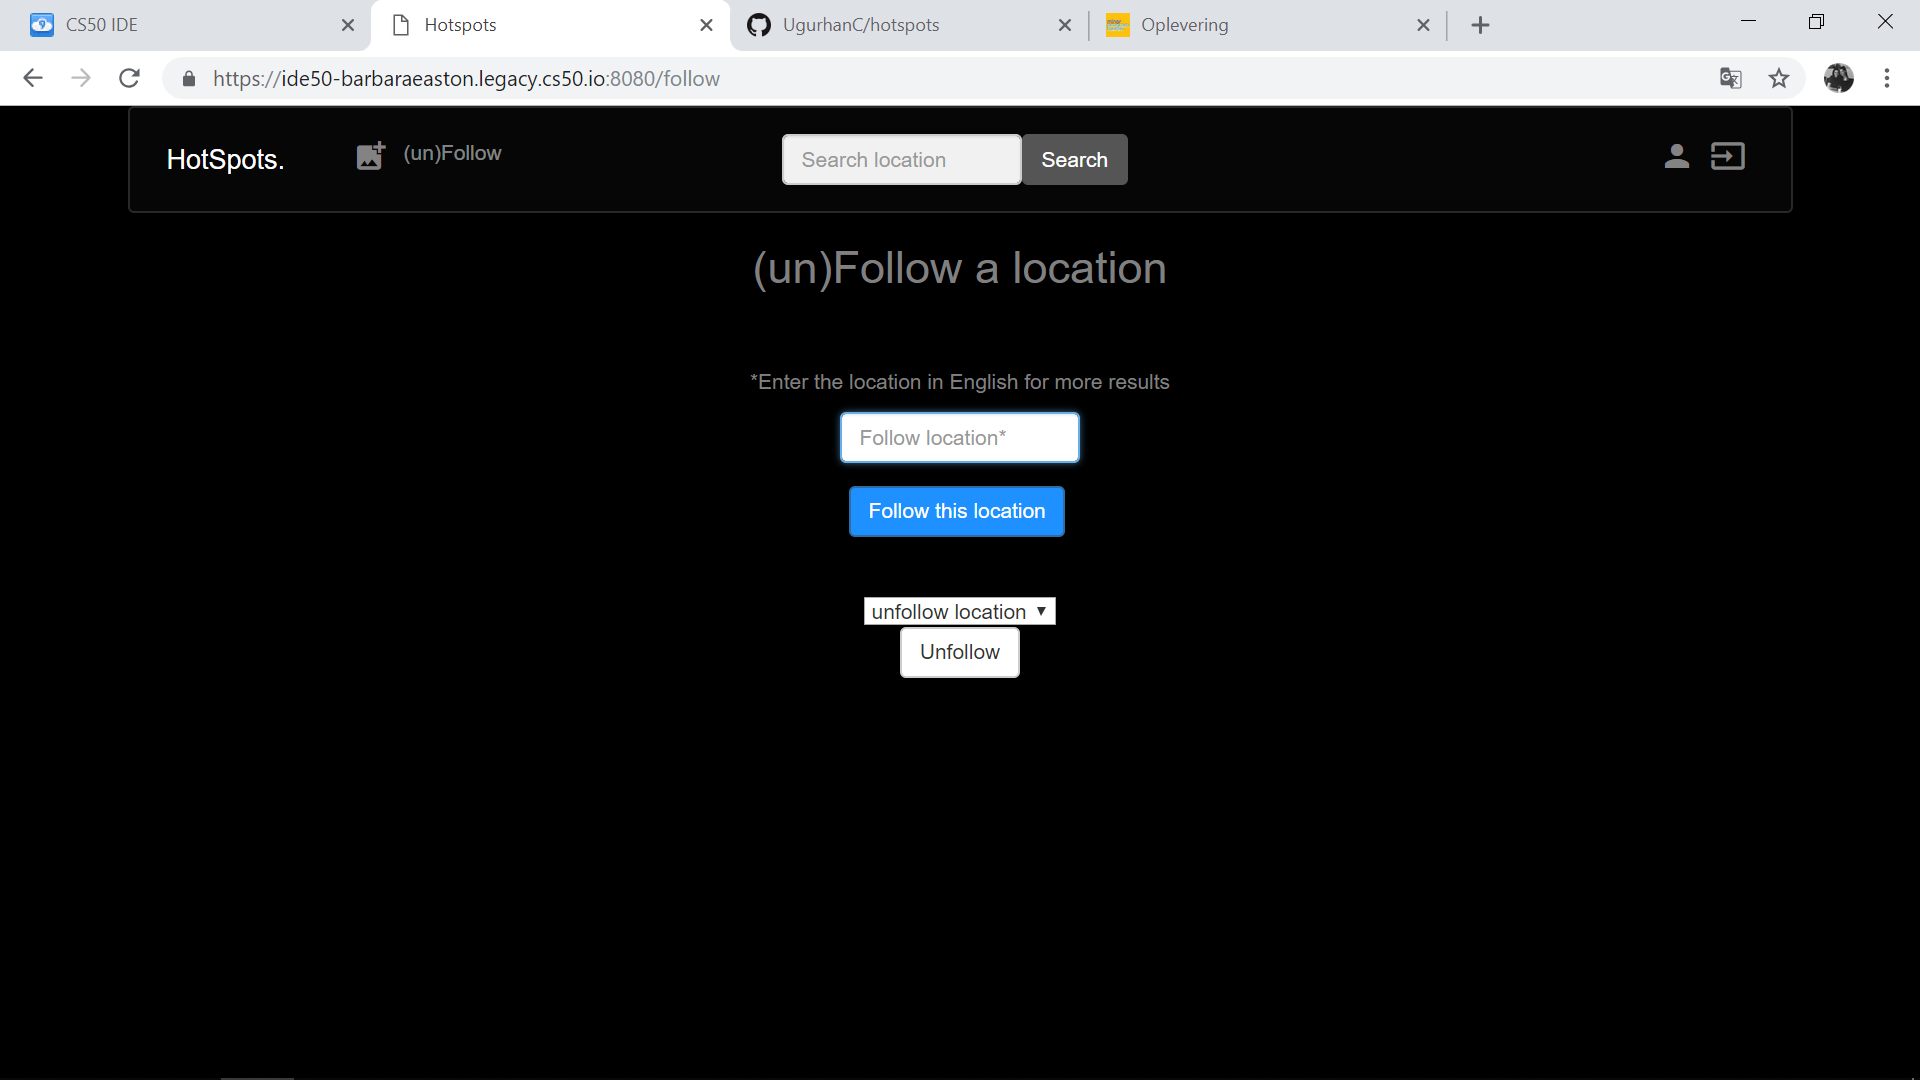 CS50 IDE
Hotspots
UgurhanC/hotspots
Oplevering
https://ide50-barbaraeaston.legacy.cs50.io:8080/follow
HotSpots.
(un)Follow
Search location
Search
(un)Follow a location
*Enter the location in English for more results
Follow location*
Follow this location
unfollow location
Unfollow